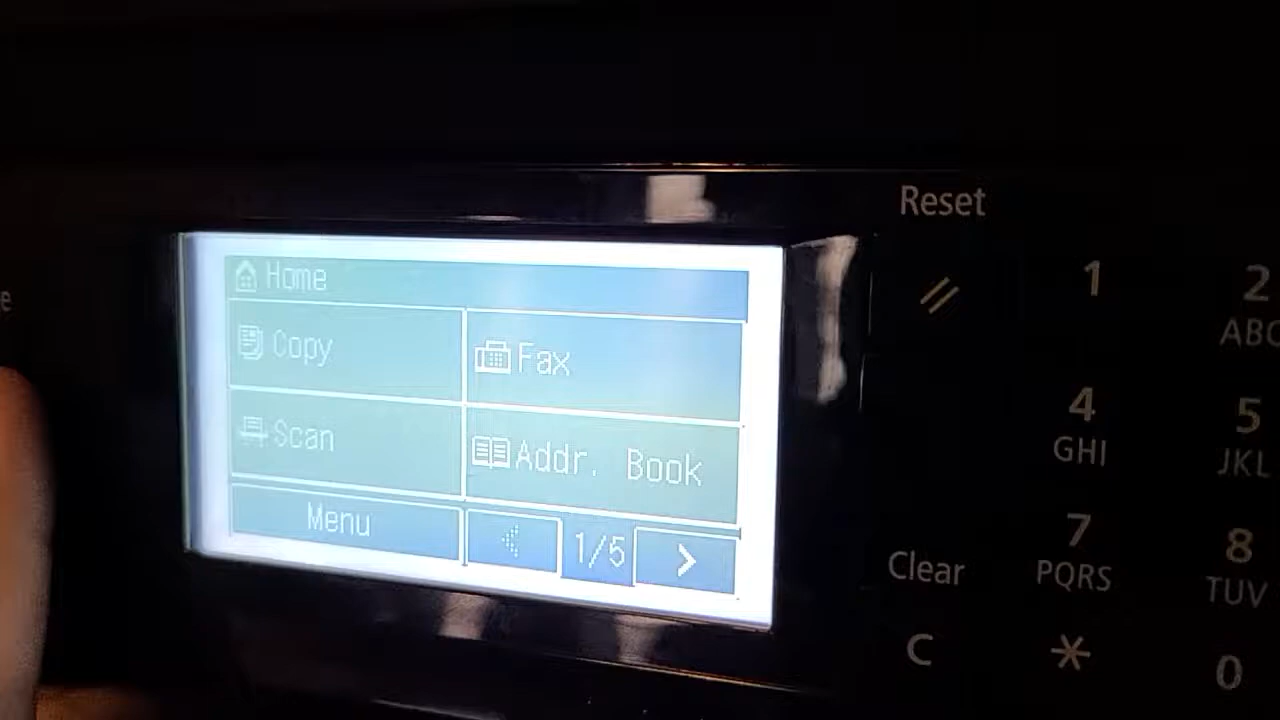 Home
Copy
Fax
Scan
Addr. Book
Menu
1/5
Reset
1
2
ABC
4
GHI
5
JKL
7
PQRS
8
TUV
Clear
C
*
0